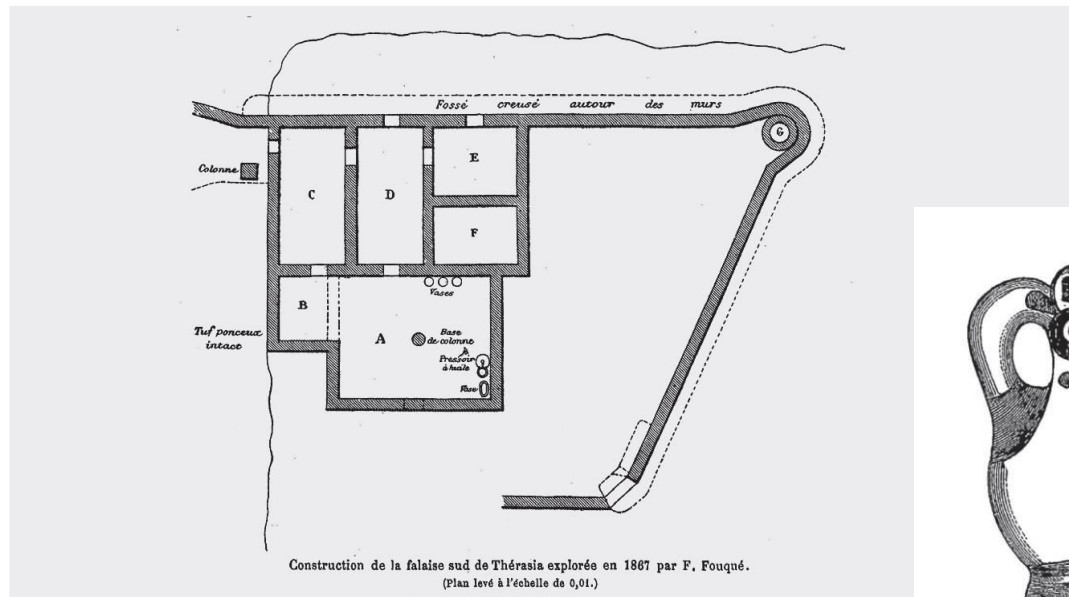 Fossé creusé autour des murs
G
Colonne
C
D
E
F
Vases
B
A
Base
de colonne
Pressoir
à huile
Vase
Tuf ponceux
intact
Construction de la falaise sud de Thérasia explorée en 1867 par F. Fouqué.
(Plan levé à l'échelle de 0,01.)